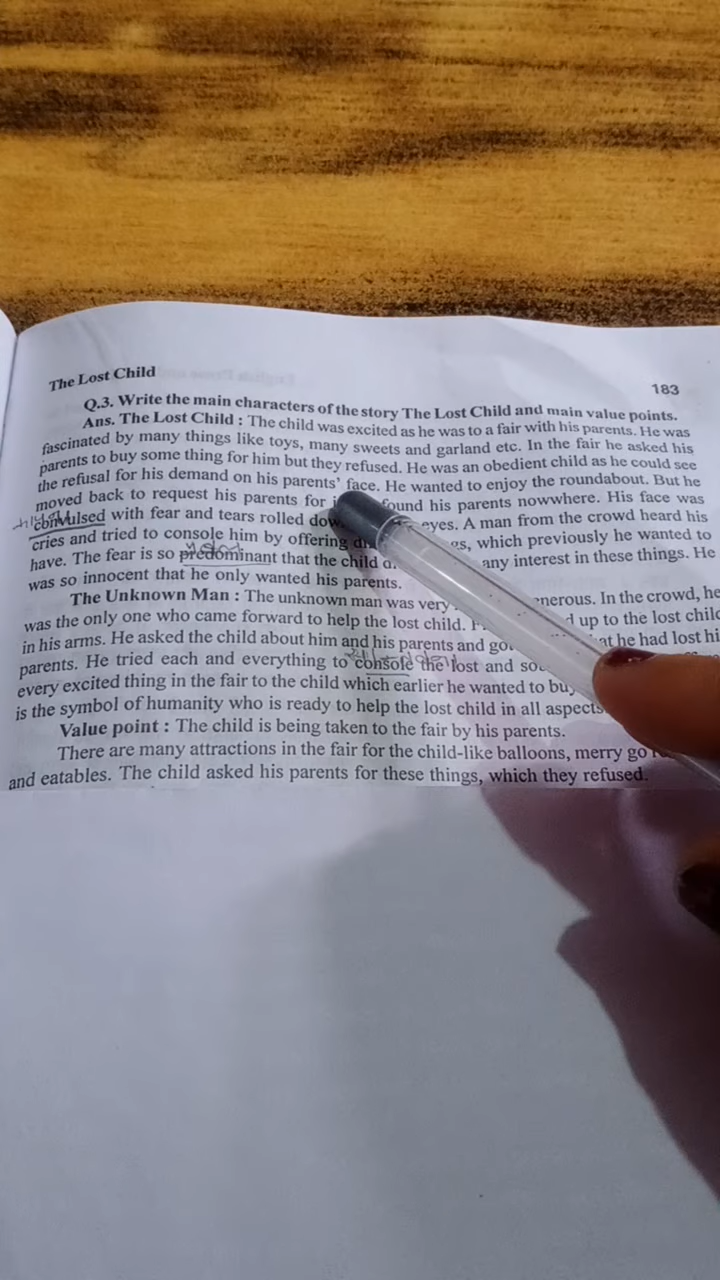 The Lost Child
183
Q.3. Write the main characters of the story The Lost Child and main value points.
Ans. The Lost Child : The child was excited as he was to a fair with his parents. He was
fascinated by many things like toys, many sweets and garland etc. In the fair he asked his
parents to buy some thing for him but they refused. He was an obedient child as he could see
the refusal for his demand on his parents' face. He wanted to enjoy the roundabout. But he
moved back to request his parents for found his parents nowwhere. His face was
convulsed with fear and tears rolled eyes. A man from the crowd heard his
cries and tried to console him by offering which previously he wanted to
have. The fear is so predominant that the child any interest in these things. He
was so innocent that he only wanted his parents.
The Unknown Man : The unknown man was very In the crowd, he
was the only one who came forward to help the lost child. up to the lost
in his arms. He asked the child about him and his parents and he had lost
parents. He tried each and everything to console the lost and
every excited thing in the fair to the child which earlier he wanted to buy
is the symbol of humanity who is ready to help the lost child in all aspects
Value point : The child is being taken to the fair by his parents.
There are many attractions in the fair for the child-like balloons, merry go
and eatables. The child asked his parents for these things, which they refused.